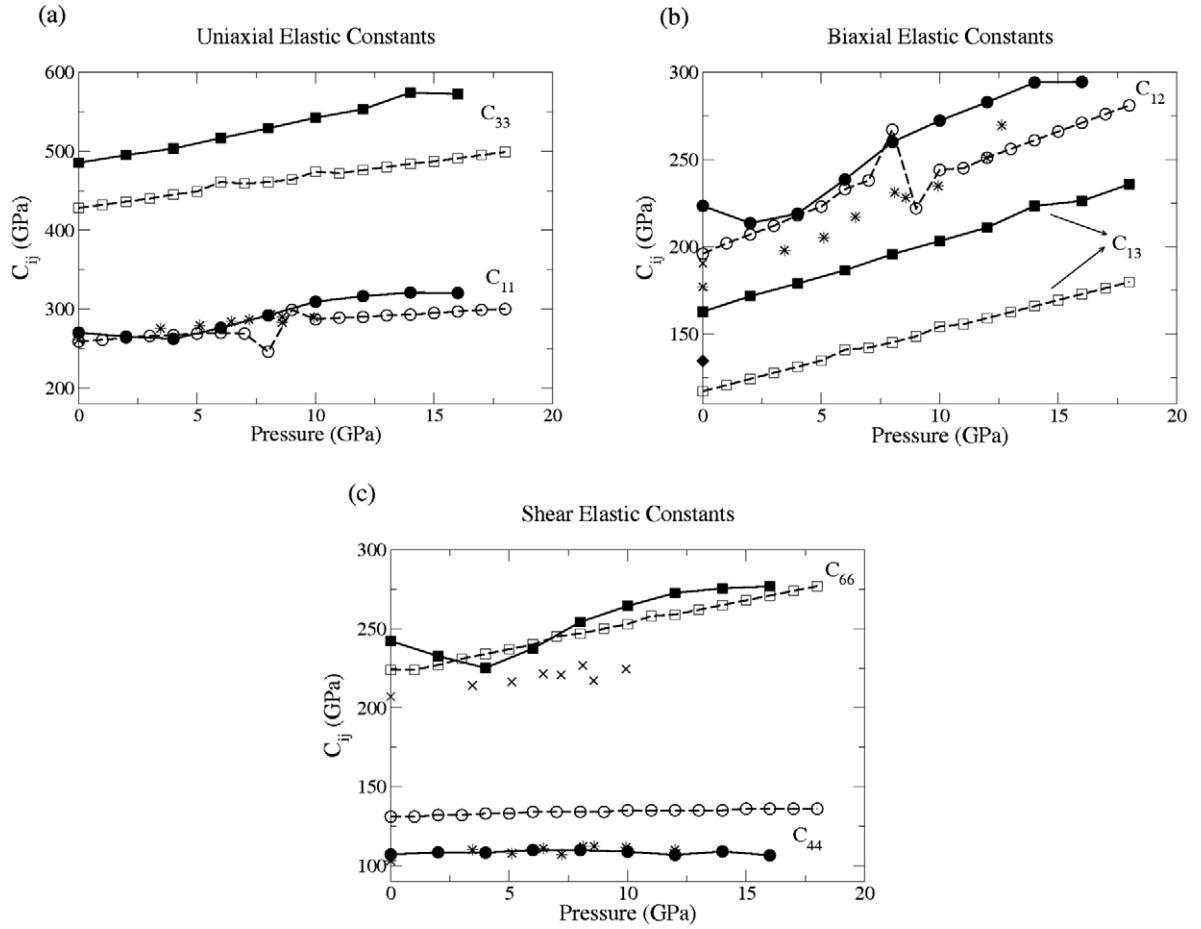 (a)
Uniaxial Elastic Constants
600
500
400
300
200
C33
C11
Cij (GPa)
0 5 10 15 20
Pressure (GPa)
(b)
Biaxial Elastic Constants
300
250
200
150
C12
C13
Cij (GPa)
0 5 10 15 20
Pressure (GPa)
(c)
Shear Elastic Constants
300
250
200
150
100
C66
C44
Cij (GPa)
0 5 10 15 20
Pressure (GPa)